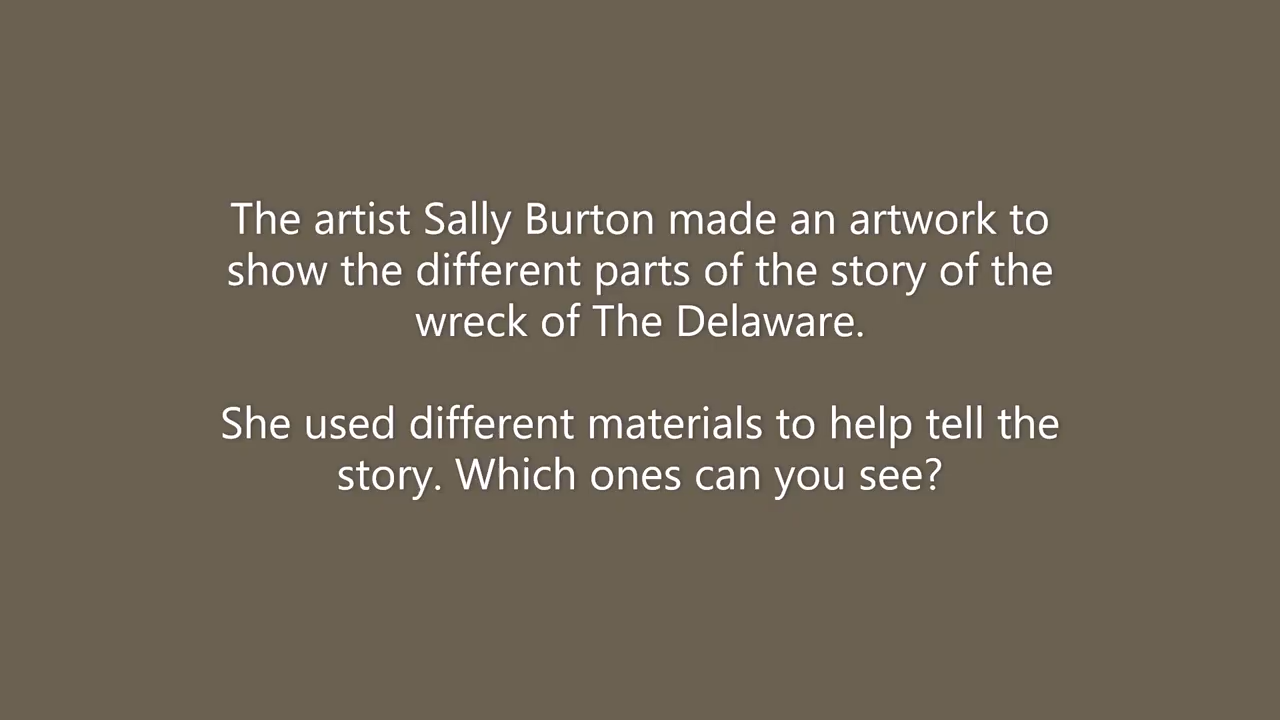 The artist Sally Burton made an artwork to
show the different parts of the story of the
wreck of The Delaware.
She used different materials to help tell the
story. Which ones can you see?